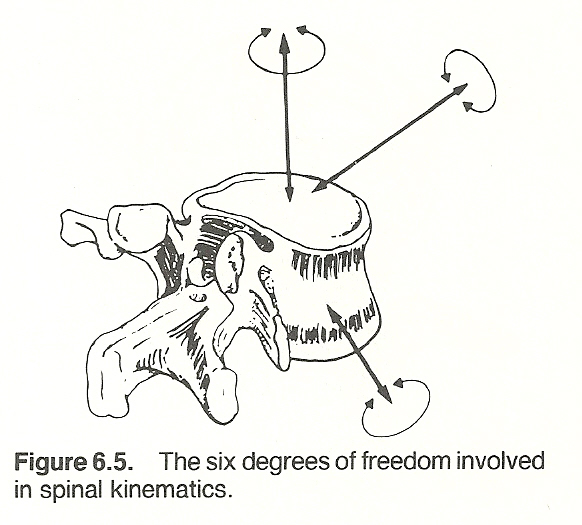 Figure 6.5. The six degrees of freedom involved
in spinal kinematics.